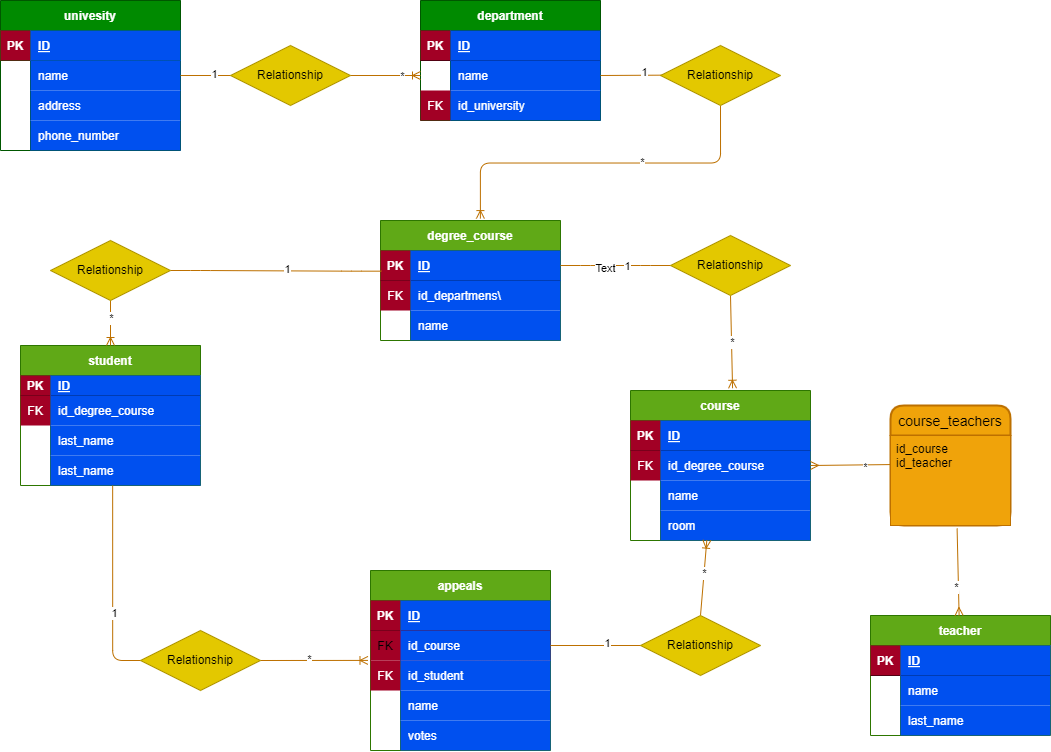 univesity
PK ID
name
address
phone_number
1
Relationship
*
department
PK ID
name
FK id_university
1
Relationship
*
degree_course
PK ID
FK id_departmens\
name
1
Relationship
*
Text 1
Relationship
*
student
PK ID
FK id_degree_course
last_name
last_name
course
PK ID
FK id_degree_course
name
room
*
course_teachers
id_course
id_teacher
*
teacher
PK ID
name
last_name
1
Relationship
*
appeals
PK ID
FK id_course
FK id_student
name
votes
1
Relationship
*